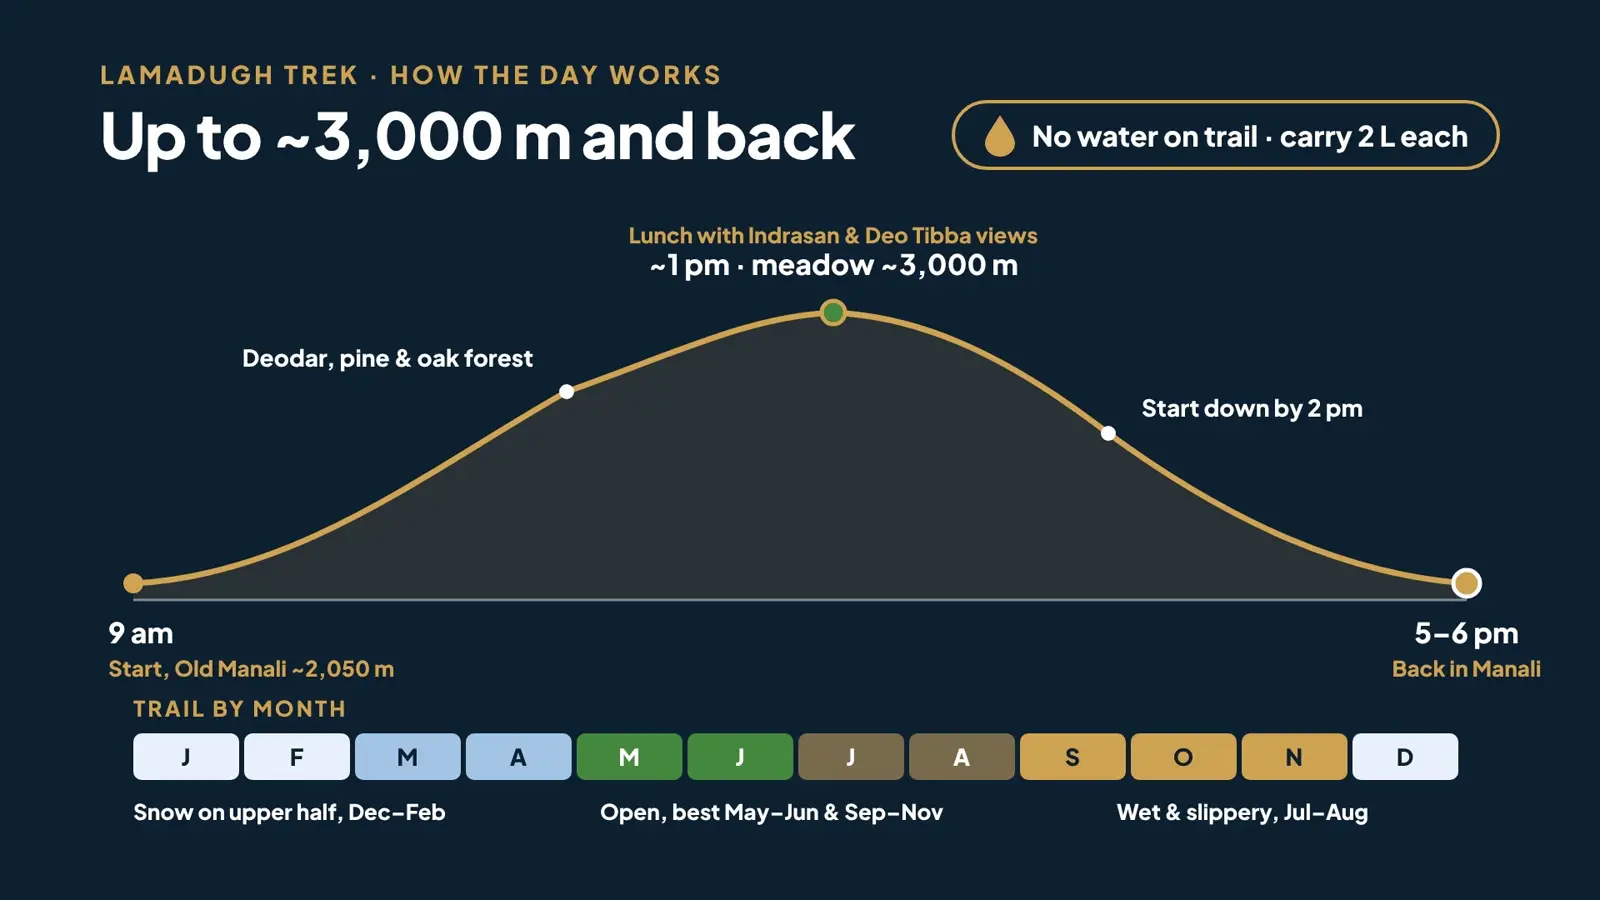 LAMADUGH TREK · HOW THE DAY WORKS
Up to ~3,000 m and back
No water on trail · carry 2 L each
Lunch with Indrasan & Deo Tibba views
~1 pm · meadow ~3,000 m
Deodar, pine & oak forest
Start down by 2 pm
9 am
Start, Old Manali ~2,050 m
5–6 pm
Back in Manali
TRAIL BY MONTH
J F M A M J J A S O N D
Snow on upper half, Dec–Feb
Open, best May–Jun & Sep–Nov
Wet & slippery, Jul–Aug